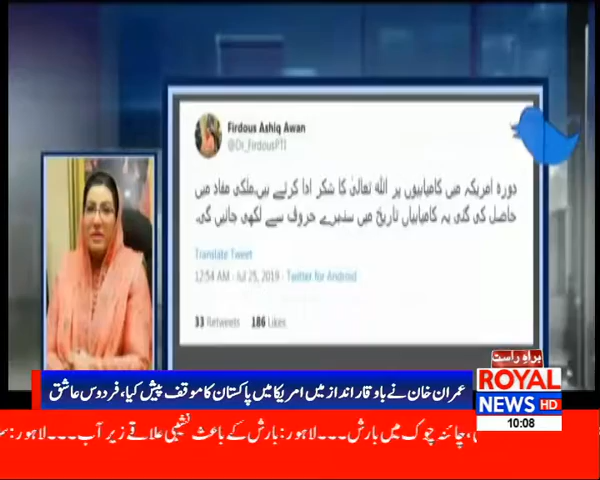 Firdous Ashiq Awan
@Dr_FirdousPTI
دورہ امریکہ میں کامیابیوں پر اللہ تعالیٰ کا شکر ادا کرتے ہیں۔ملکی مفاد میں
حاصل کی گئی یہ کامیابیاں تاریخ میں سنہرے حروف سے لکھی جائیں گی۔
Translate Tweet
12:54 AM - Jul 25, 2019 · Twitter for Android
33 Retweets 186 Likes
براہِ راست
عمران خان نے باوقار انداز میں امریکا میں پاکستان کا موقف پیش کیا، فردوس عاشق
ROYAL
NEWS HD
10:08
، چائنہ چوک میں بارش ۔۔۔ لاہور: بارش کے باعث نشیبی علاقے زیر آب ۔۔۔ لاہور: